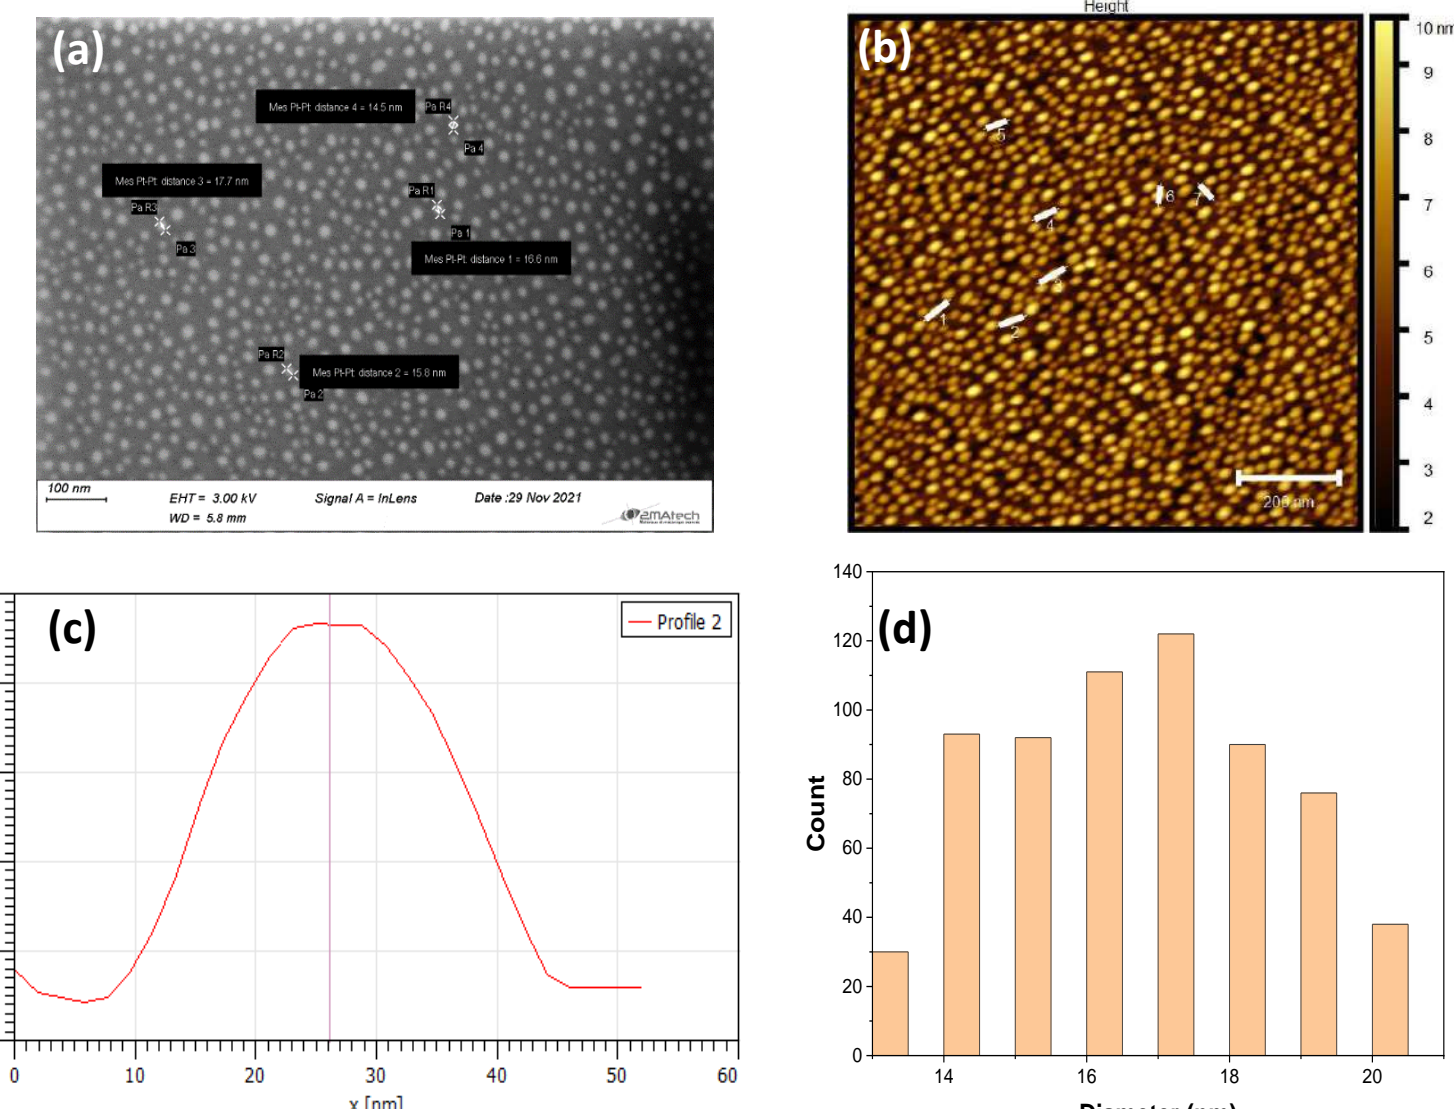 (a)
Mes Pt-Pt distance 4 = 14.5 nm
Pa R4
Pa 4
Mes Pt-Pt distance 3 = 17.7 nm
Pa R3
Pa 3
Pa R1
Pa 1
Mes Pt-Pt distance 1 = 16.6 nm
Pa R2
Mes Pt-Pt distance 2 = 15.8 nm
Pa 2
100 nm
EHT = 3.00 kV
Signal A = InLens
Date :29 Nov 2021
WD = 5.8 mm
2MAtech
Height
(b)
5
6
7
4
3
1
2
200 nm
10 nm
9
8
7
6
5
4
3
2
(c)
Profile 2
0
10
20
30
40
50
60
x [nm]
(d)
140
120
100
80
60
40
20
0
Count
14
16
18
20
Diameter (nm)